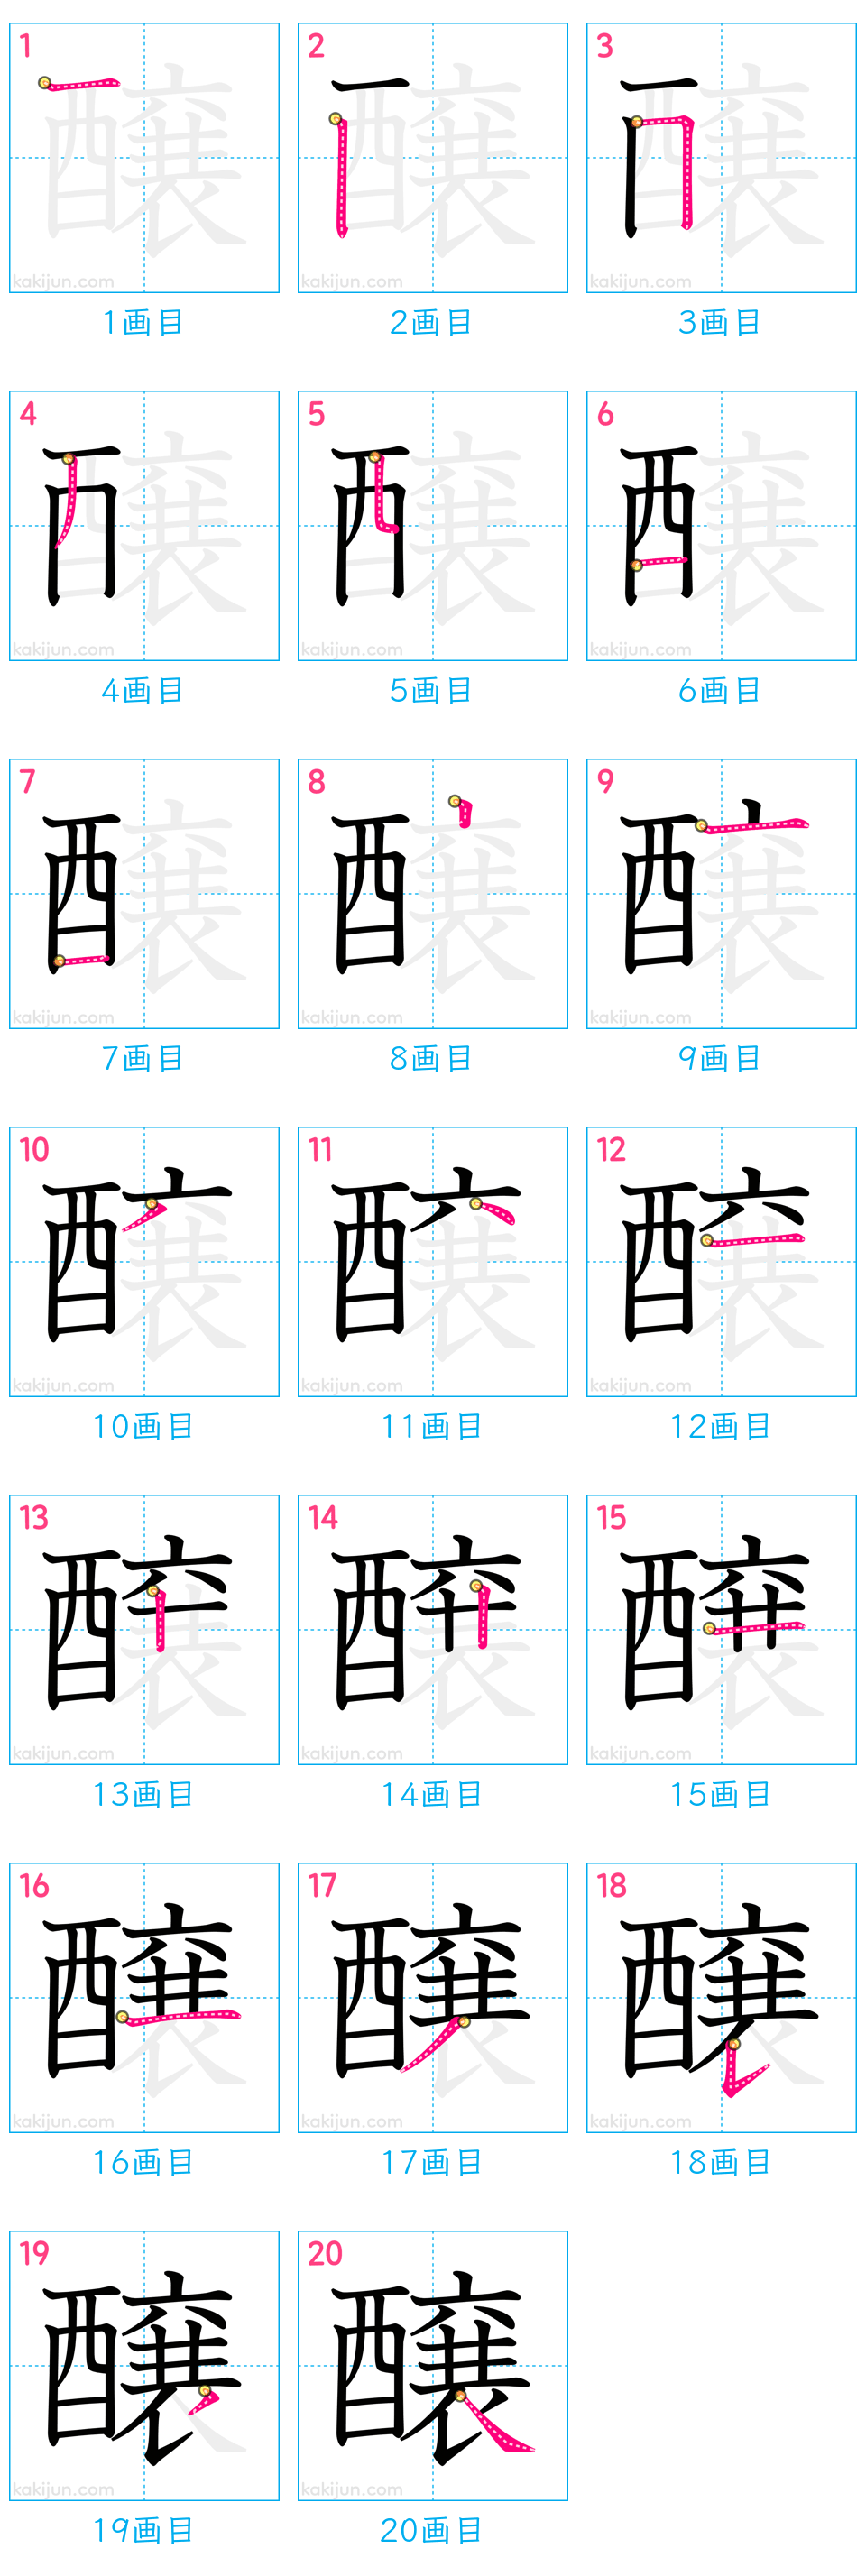 1 2 3
kakijun.com kakijun.com kakijun.com
1画目 2画目 3画目
4 5 6
kakijun.com kakijun.com kakijun.com
4画目 5画目 6画目
7 8 9
kakijun.com kakijun.com kakijun.com
7画目 8画目 9画目
10 11 12
kakijun.com kakijun.com kakijun.com
10画目 11画目 12画目
13 14 15
kakijun.com kakijun.com kakijun.com
13画目 14画目 15画目
16 17 18
kakijun.com kakijun.com kakijun.com
16画目 17画目 18画目
19 20
醸 醸
kakijun.com kakijun.com
19画目 20画目